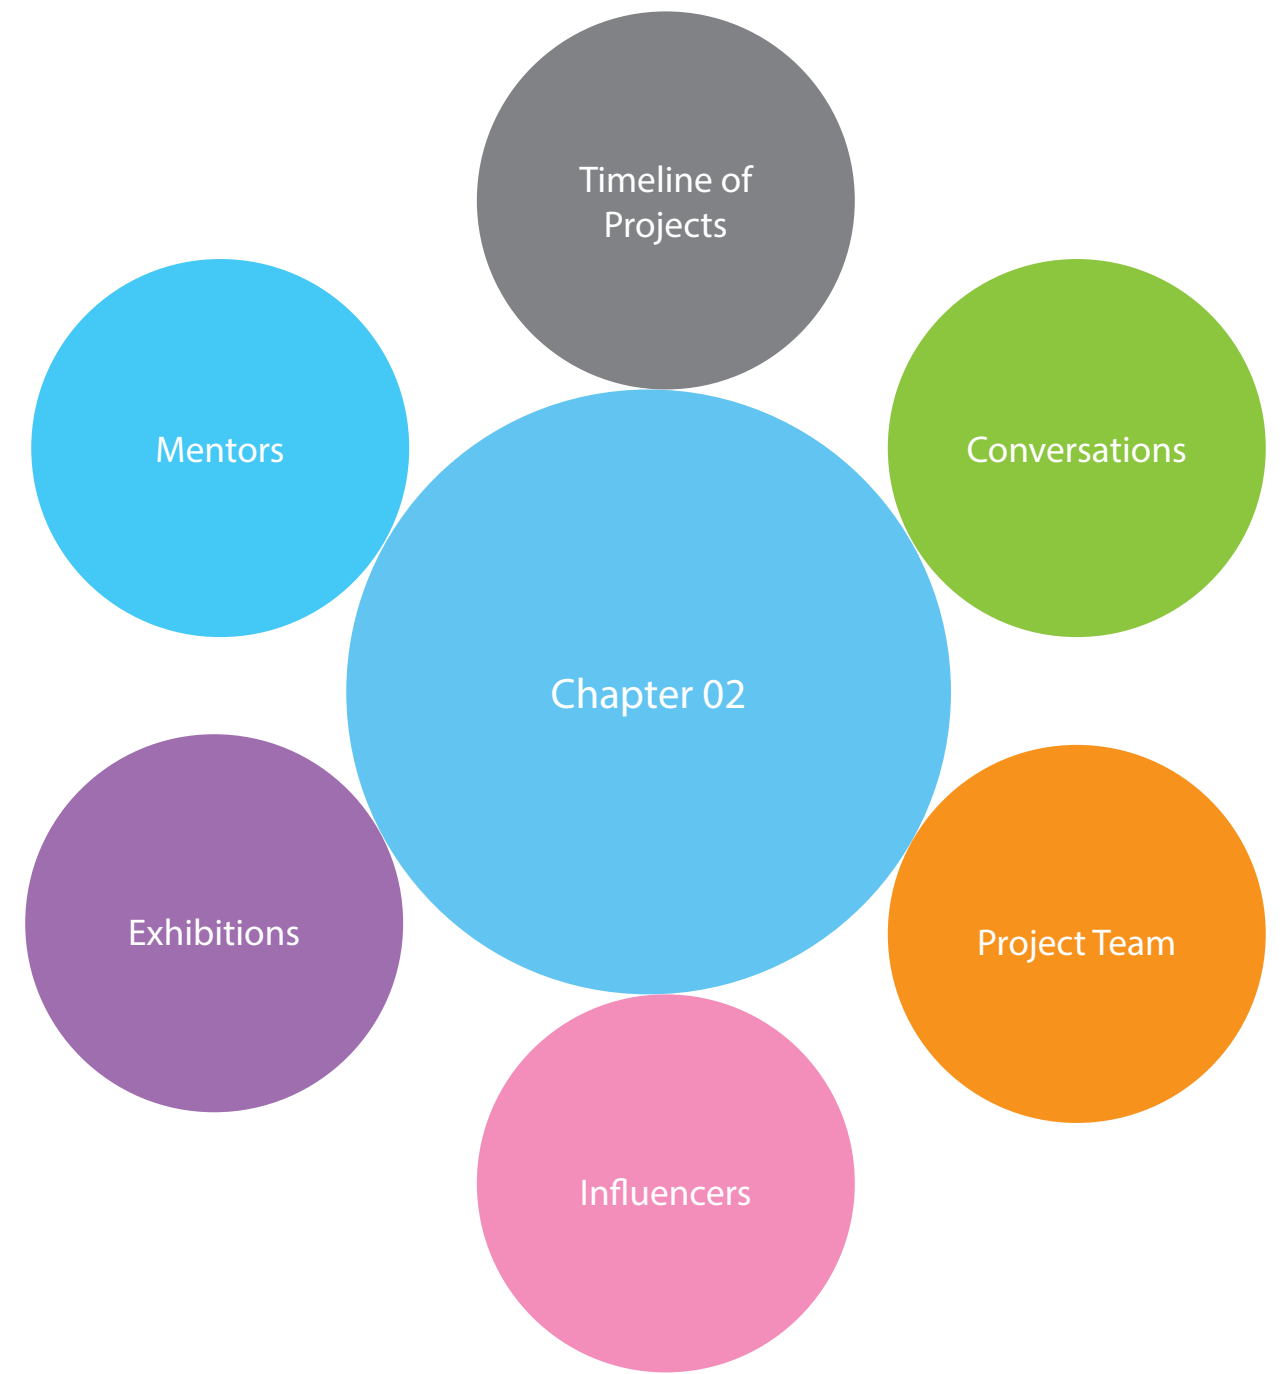 Timeline of
Projects
Mentors
Conversations
Chapter 02
Exhibitions
Project Team
Influencers